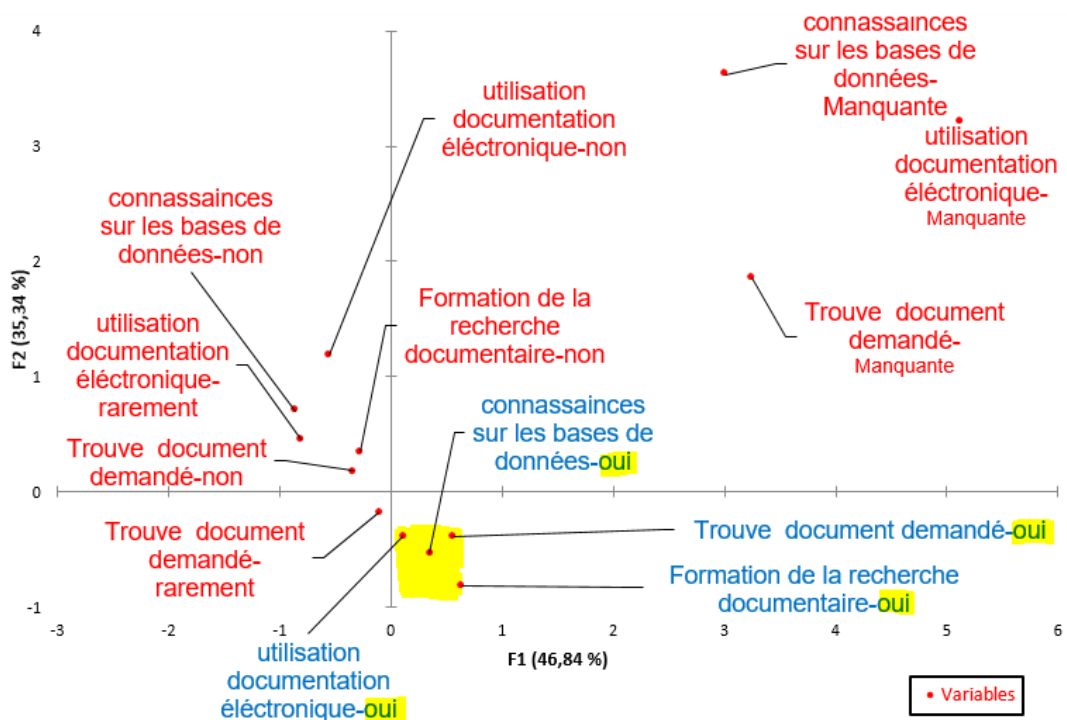 4
3
2
1
0
-1
-3
-2
-1
0
1
2
3
4
5
6
F2 (35,34 %)
F1 (46,84 %)
connassainces
sur les bases de
données-
Manquante
utilisation
documentation
éléctronique-
Manquante
utilisation
documentation
éléctronique-non
connassainces
sur les bases de
données-non
Formation de la
recherche
documentaire-non
Trouve document
demandé-
Manquante
utilisation
documentation
éléctronique-
rarement
connassainces
sur les bases de
données-oui
Trouve document
demandé-non
Trouve document
demandé-
rarement
Trouve document demandé-oui
Formation de la recherche
documentaire-oui
utilisation
documentation
éléctronique-oui
Variables